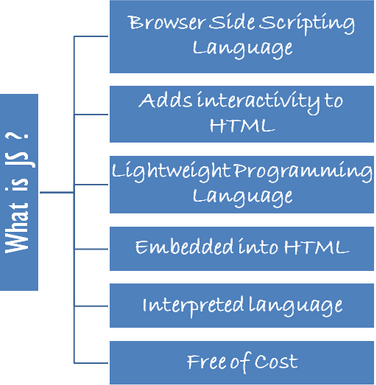 What is JS ?
Browser Side Scripting
Language
Adds interactivity to
HTML
Lightweight Programming
Language
Embedded into HTML
Interpreted language
Free of Cost